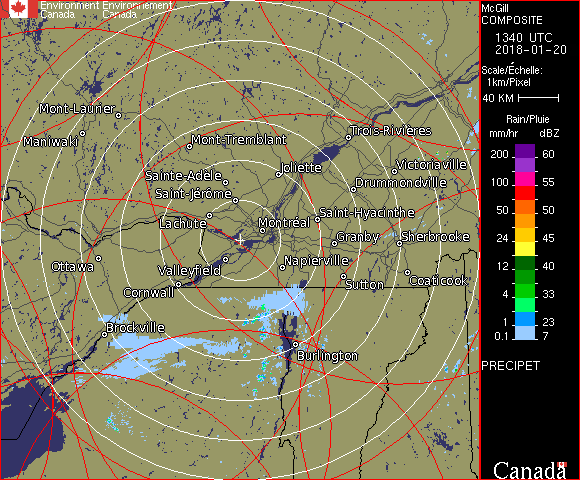 Environment Environnement
Canada Canada
McGill
COMPOSITE
1340 UTC
2018-01-20
Scale/Échelle:
1km/Pixel
40 KM
Rain/Pluie
mm/hr dBZ
200 60
100 55
50 50
24 45
12 40
4 33
1 23
0.1 7
PRECIPET
Mont-Laurier
Maniwaki
Mont-Tremblant
Trois-Rivières
Joliette
Victoriaville
Sainte-Adèle
Drummondville
Saint-Jérôme
Lachute
Saint-Hyacinthe
Montréal
Granby
Sherbrooke
Ottawa
Valleyfield
Napierville
Cornwall
Sutton
Coaticook
Brockville
Burlington
Canada